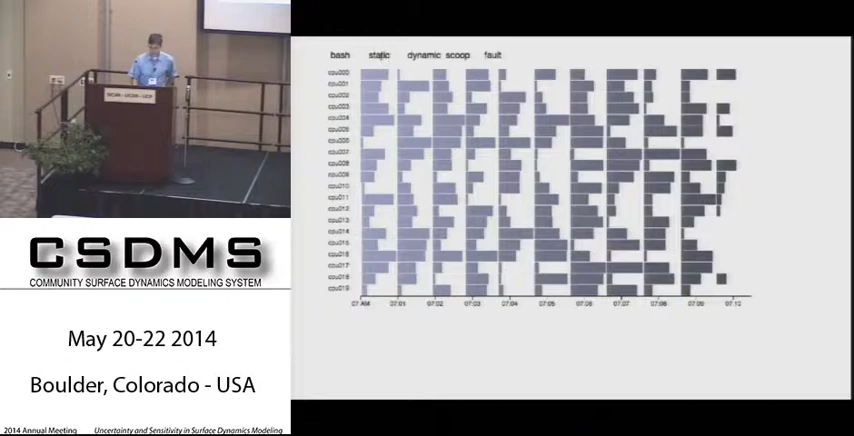 CSDMS
COMMUNITY SURFACE DYNAMICS MODELING SYSTEM
May 20-22 2014
Boulder, Colorado - USA
2014 Annual Meeting Uncertainty and Sensitivity in Surface Dynamics Modeling
bash static dynamic scoop fault
cpu000
cpu001
cpu002
cpu003
cpu004
cpu005
cpu006
cpu007
cpu008
cpu009
cpu010
cpu011
cpu012
cpu013
cpu014
cpu015
cpu016
cpu017
cpu018
cpu019
07 AM 07:01 07:02 07:03 07:04 07:05 07:06 07:07 07:08 07:09 07:10